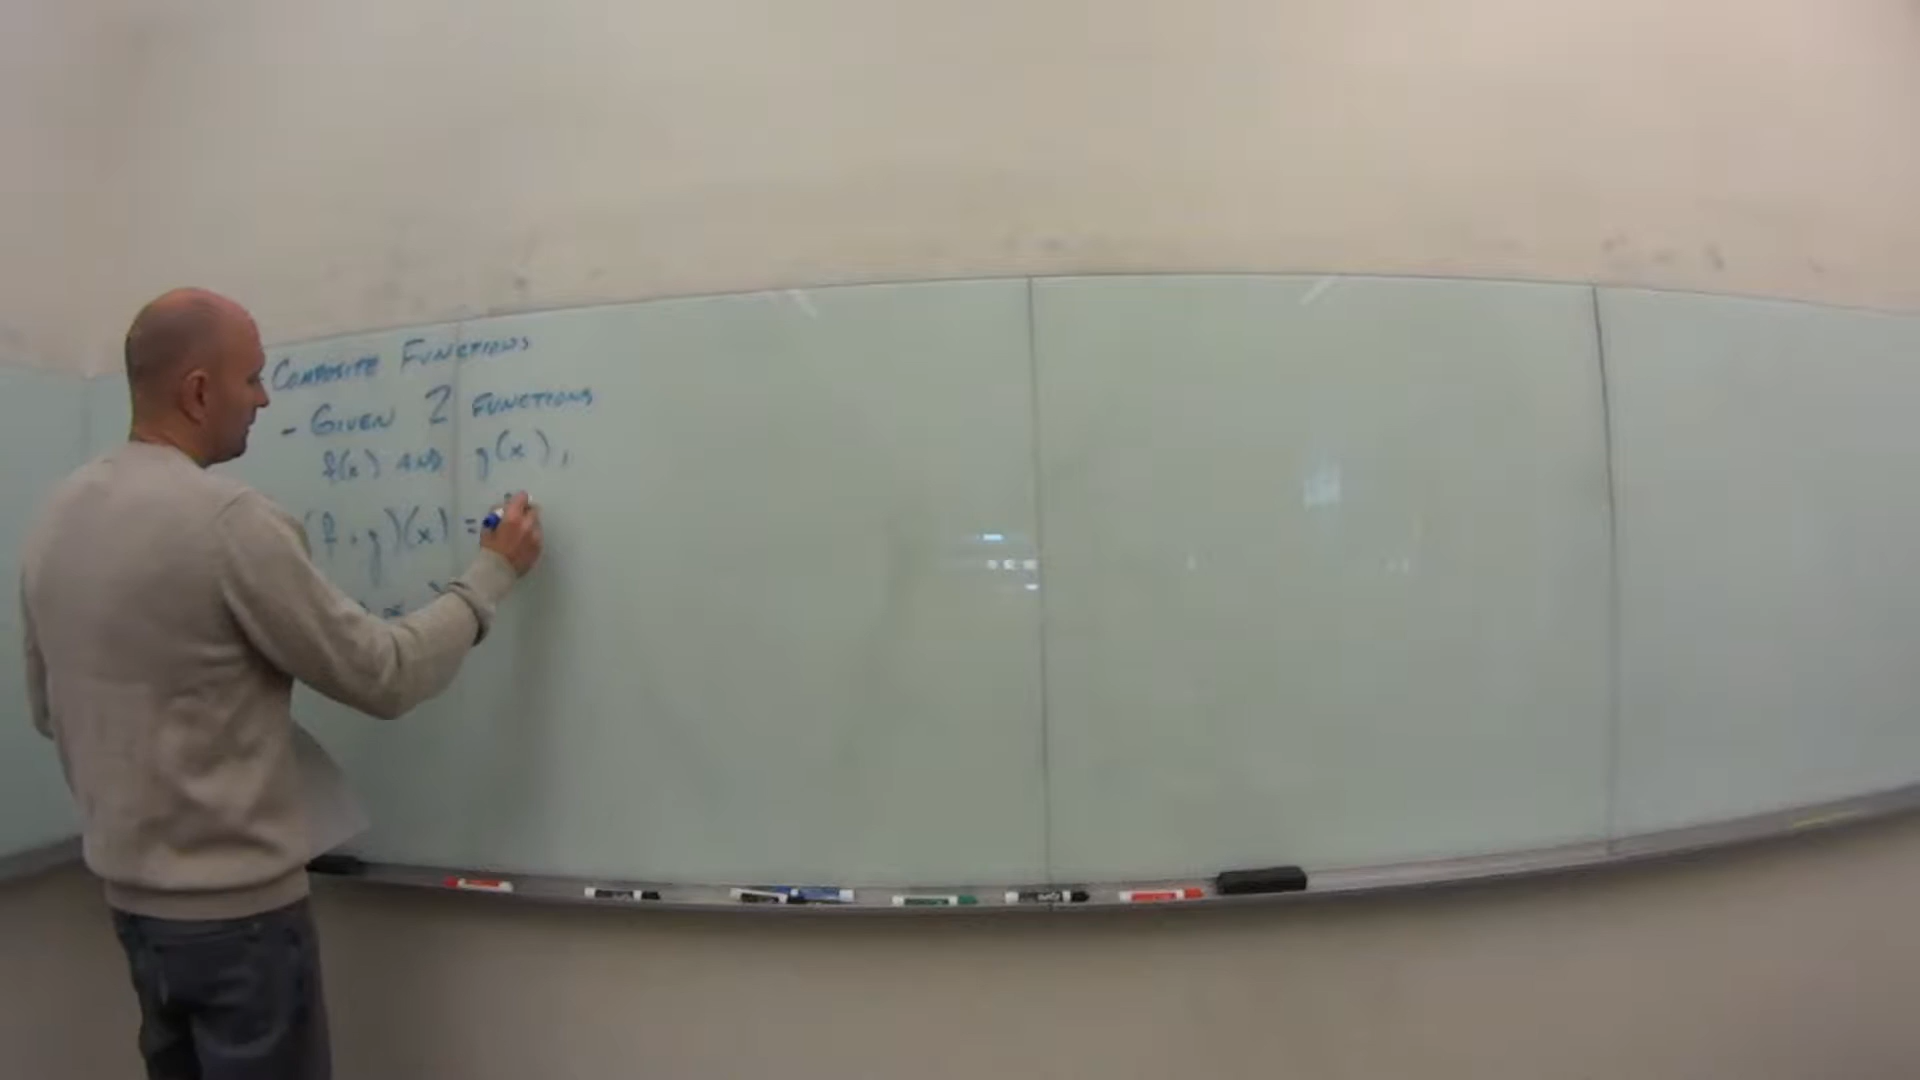 COMPOSITE FUNCTIONS
- GIVEN 2 FUNCTIONS
f(x) AND g(x),
(f ∘ g)(x) =